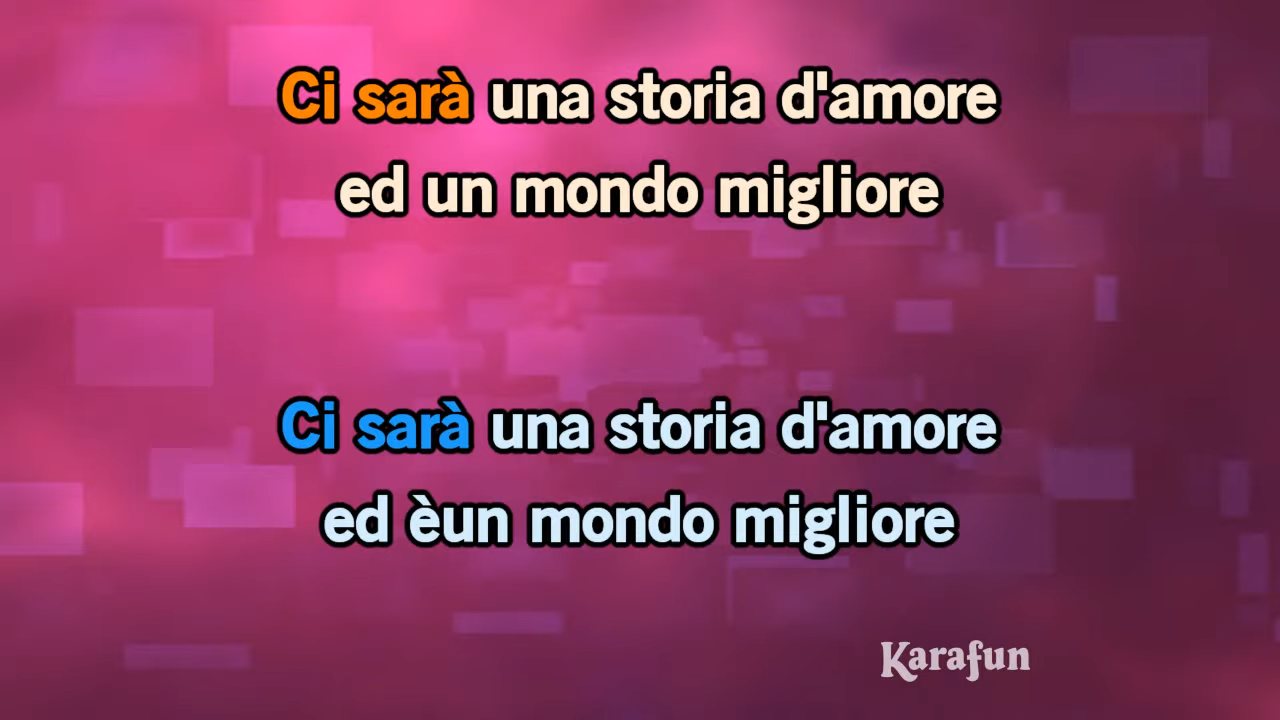 Ci sarà una storia d'amore
ed un mondo migliore
Ci sarà una storia d'amore
ed èun mondo migliore
Karafun